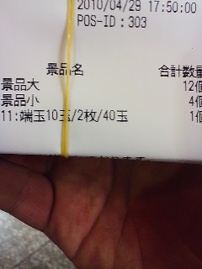 2010/04/29 17:50:00
POS-ID：303
景品名 合計数量
景品大 12個
景品小 4個
11:端玉10玉/2枚/40玉 1個